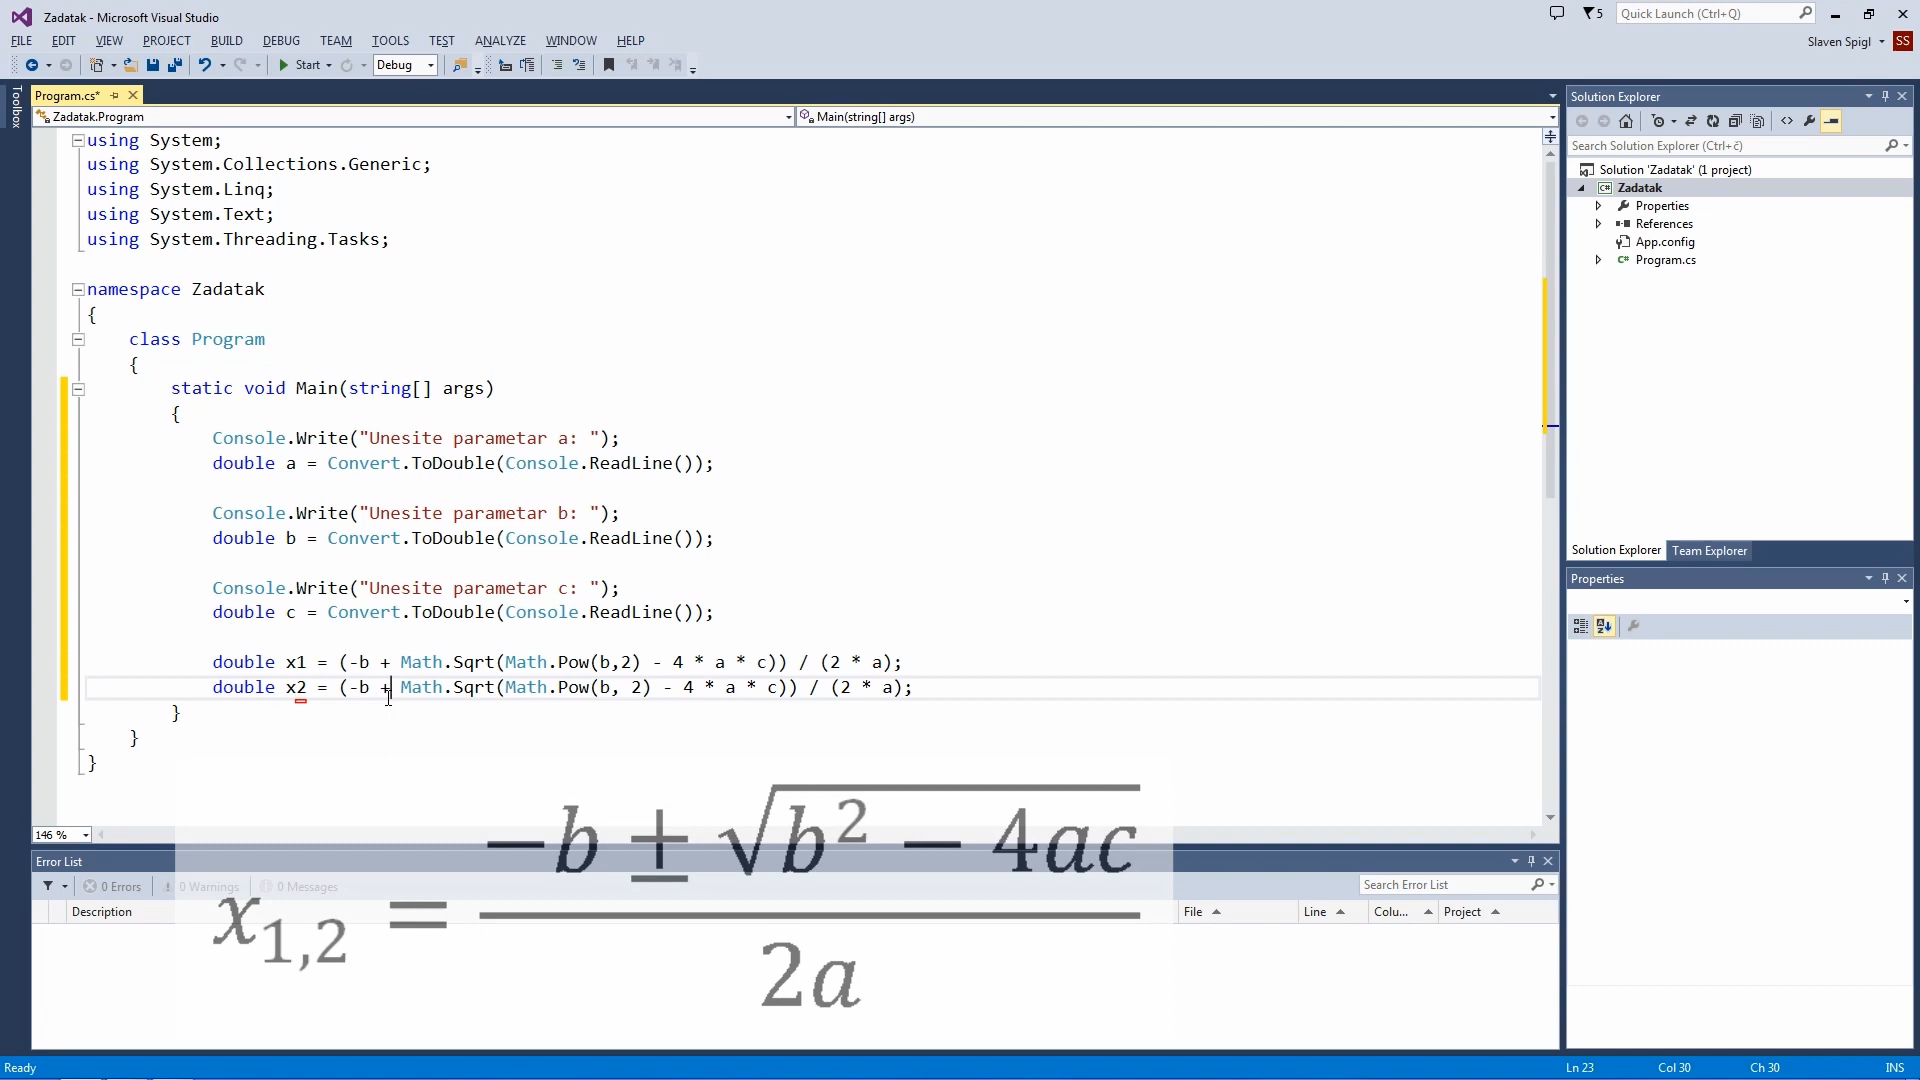 Zadatak - Microsoft Visual Studio
5
Quick Launch (Ctrl+Q)
FILE EDIT VIEW PROJECT BUILD DEBUG TEAM TOOLS TEST ANALYZE WINDOW HELP
Slaven Spigl SS
Start Debug
Toolbox
Program.cs*
Zadatak.Program
Main(string[] args)
using System;
using System.Collections.Generic;
using System.Linq;
using System.Text;
using System.Threading.Tasks;
namespace Zadatak
{
class Program
{
static void Main(string[] args)
{
Console.Write("Unesite parametar a: ");
double a = Convert.ToDouble(Console.ReadLine());
Console.Write("Unesite parametar b: ");
double b = Convert.ToDouble(Console.ReadLine());
Console.Write("Unesite parametar c: ");
double c = Convert.ToDouble(Console.ReadLine());
double x1 = (-b + Math.Sqrt(Math.Pow(b,2) - 4 * a * c)) / (2 * a);
double x2 = (-b + Math.Sqrt(Math.Pow(b, 2) - 4 * a * c)) / (2 * a);
}
}
}
146 %
x1,2 = −b ± √b² − 4ac / 2a
Error List
0 Errors 0 Warnings 0 Messages
Search Error List
Description File Line Colu... Project
Solution Explorer
Search Solution Explorer (Ctrl+č)
Solution 'Zadatak' (1 project)
Zadatak
Properties
References
App.config
Program.cs
Solution Explorer Team Explorer
Properties
Ready
Ln 23 Col 30 Ch 30 INS